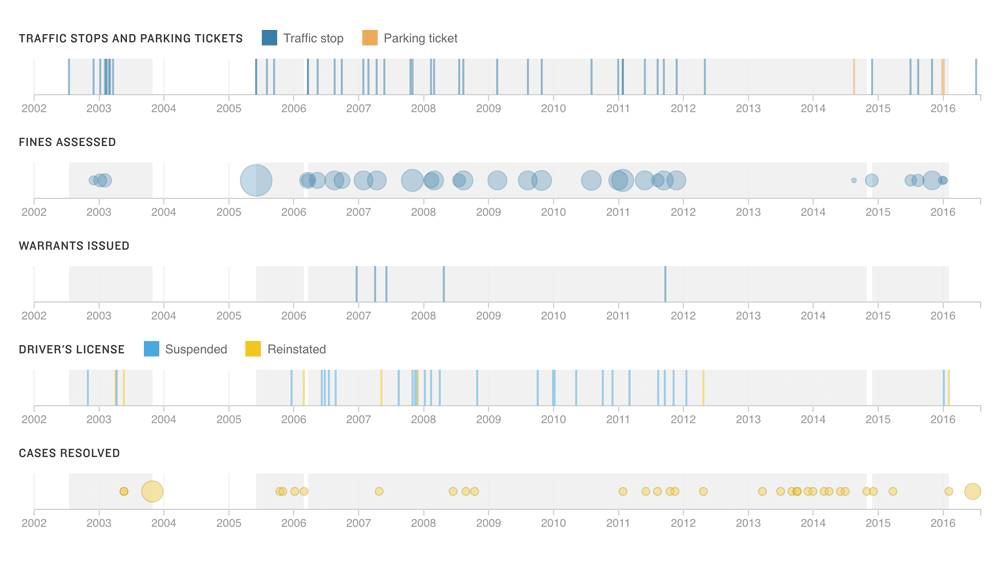 TRAFFIC STOPS AND PARKING TICKETS Traffic stop Parking ticket
2002 2003 2004 2005 2006 2007 2008 2009 2010 2011 2012 2013 2014 2015 2016
FINES ASSESSED
2002 2003 2004 2005 2006 2007 2008 2009 2010 2011 2012 2013 2014 2015 2016
WARRANTS ISSUED
2002 2003 2004 2005 2006 2007 2008 2009 2010 2011 2012 2013 2014 2015 2016
DRIVER'S LICENSE Suspended Reinstated
2002 2003 2004 2005 2006 2007 2008 2009 2010 2011 2012 2013 2014 2015 2016
CASES RESOLVED
2002 2003 2004 2005 2006 2007 2008 2009 2010 2011 2012 2013 2014 2015 2016